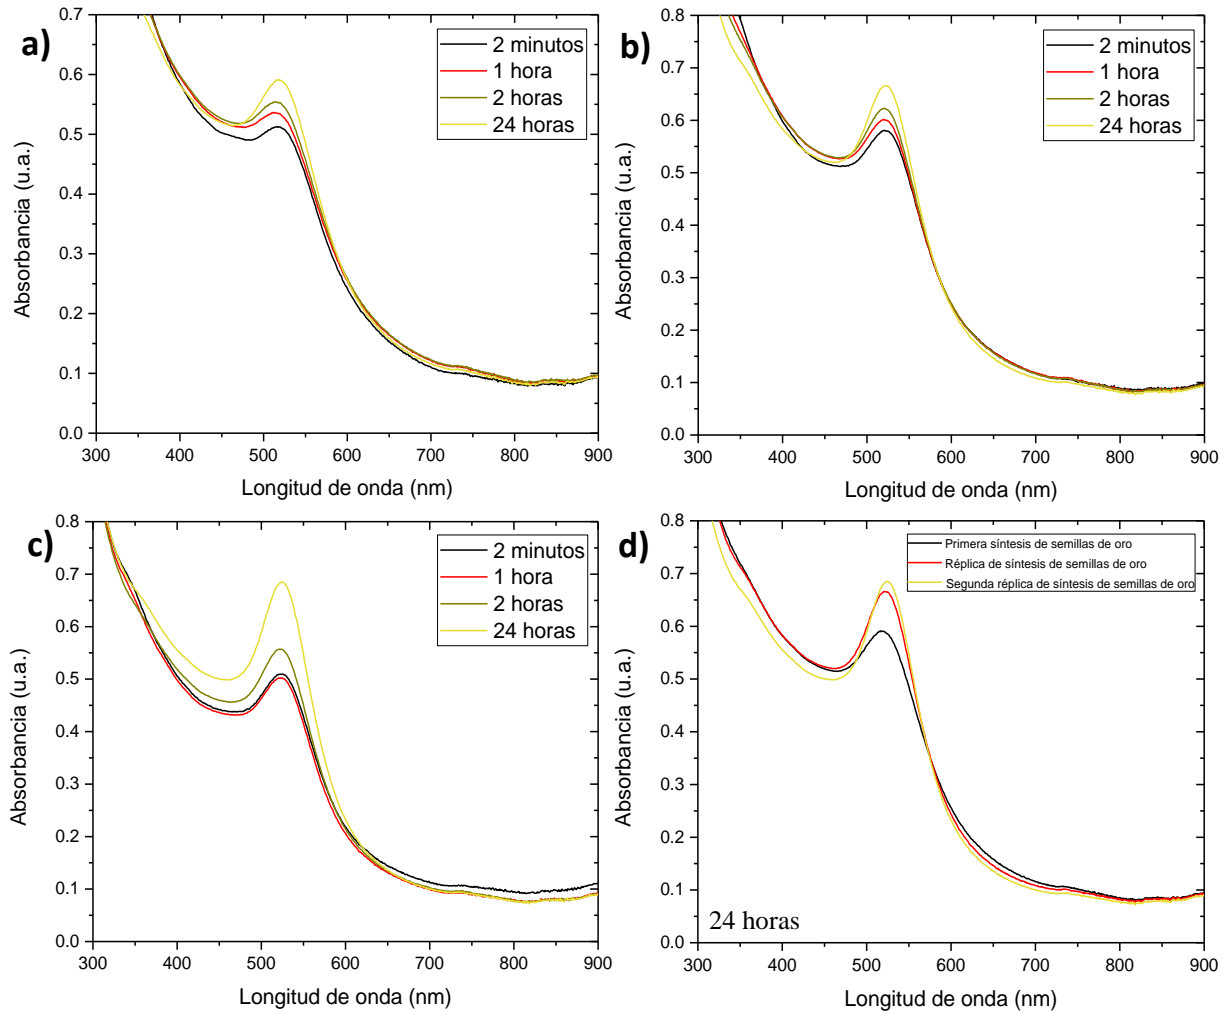 a)
0.7
0.6
0.5
0.4
0.3
0.2
0.1
0.0
Absorbancia (u.a.)
2 minutos
1 hora
2 horas
24 horas
300 400 500 600 700 800 900
Longitud de onda (nm)
b)
0.8
0.7
0.6
0.5
0.4
0.3
0.2
0.1
0.0
Absorbancia (u.a.)
2 minutos
1 hora
2 horas
24 horas
300 400 500 600 700 800 900
Longitud de onda (nm)
c)
0.8
0.7
0.6
0.5
0.4
0.3
0.2
0.1
0.0
Absorbancia (u.a.)
2 minutos
1 hora
2 horas
24 horas
300 400 500 600 700 800 900
Longitud de onda (nm)
d)
0.8
0.7
0.6
0.5
0.4
0.3
0.2
0.1
0.0
Absorbancia (u.a.)
Primera síntesis de semillas de oro
Réplica de síntesis de semillas de oro
Segunda réplica de síntesis de semillas de oro
24 horas
300 400 500 600 700 800 900
Longitud de onda (nm)